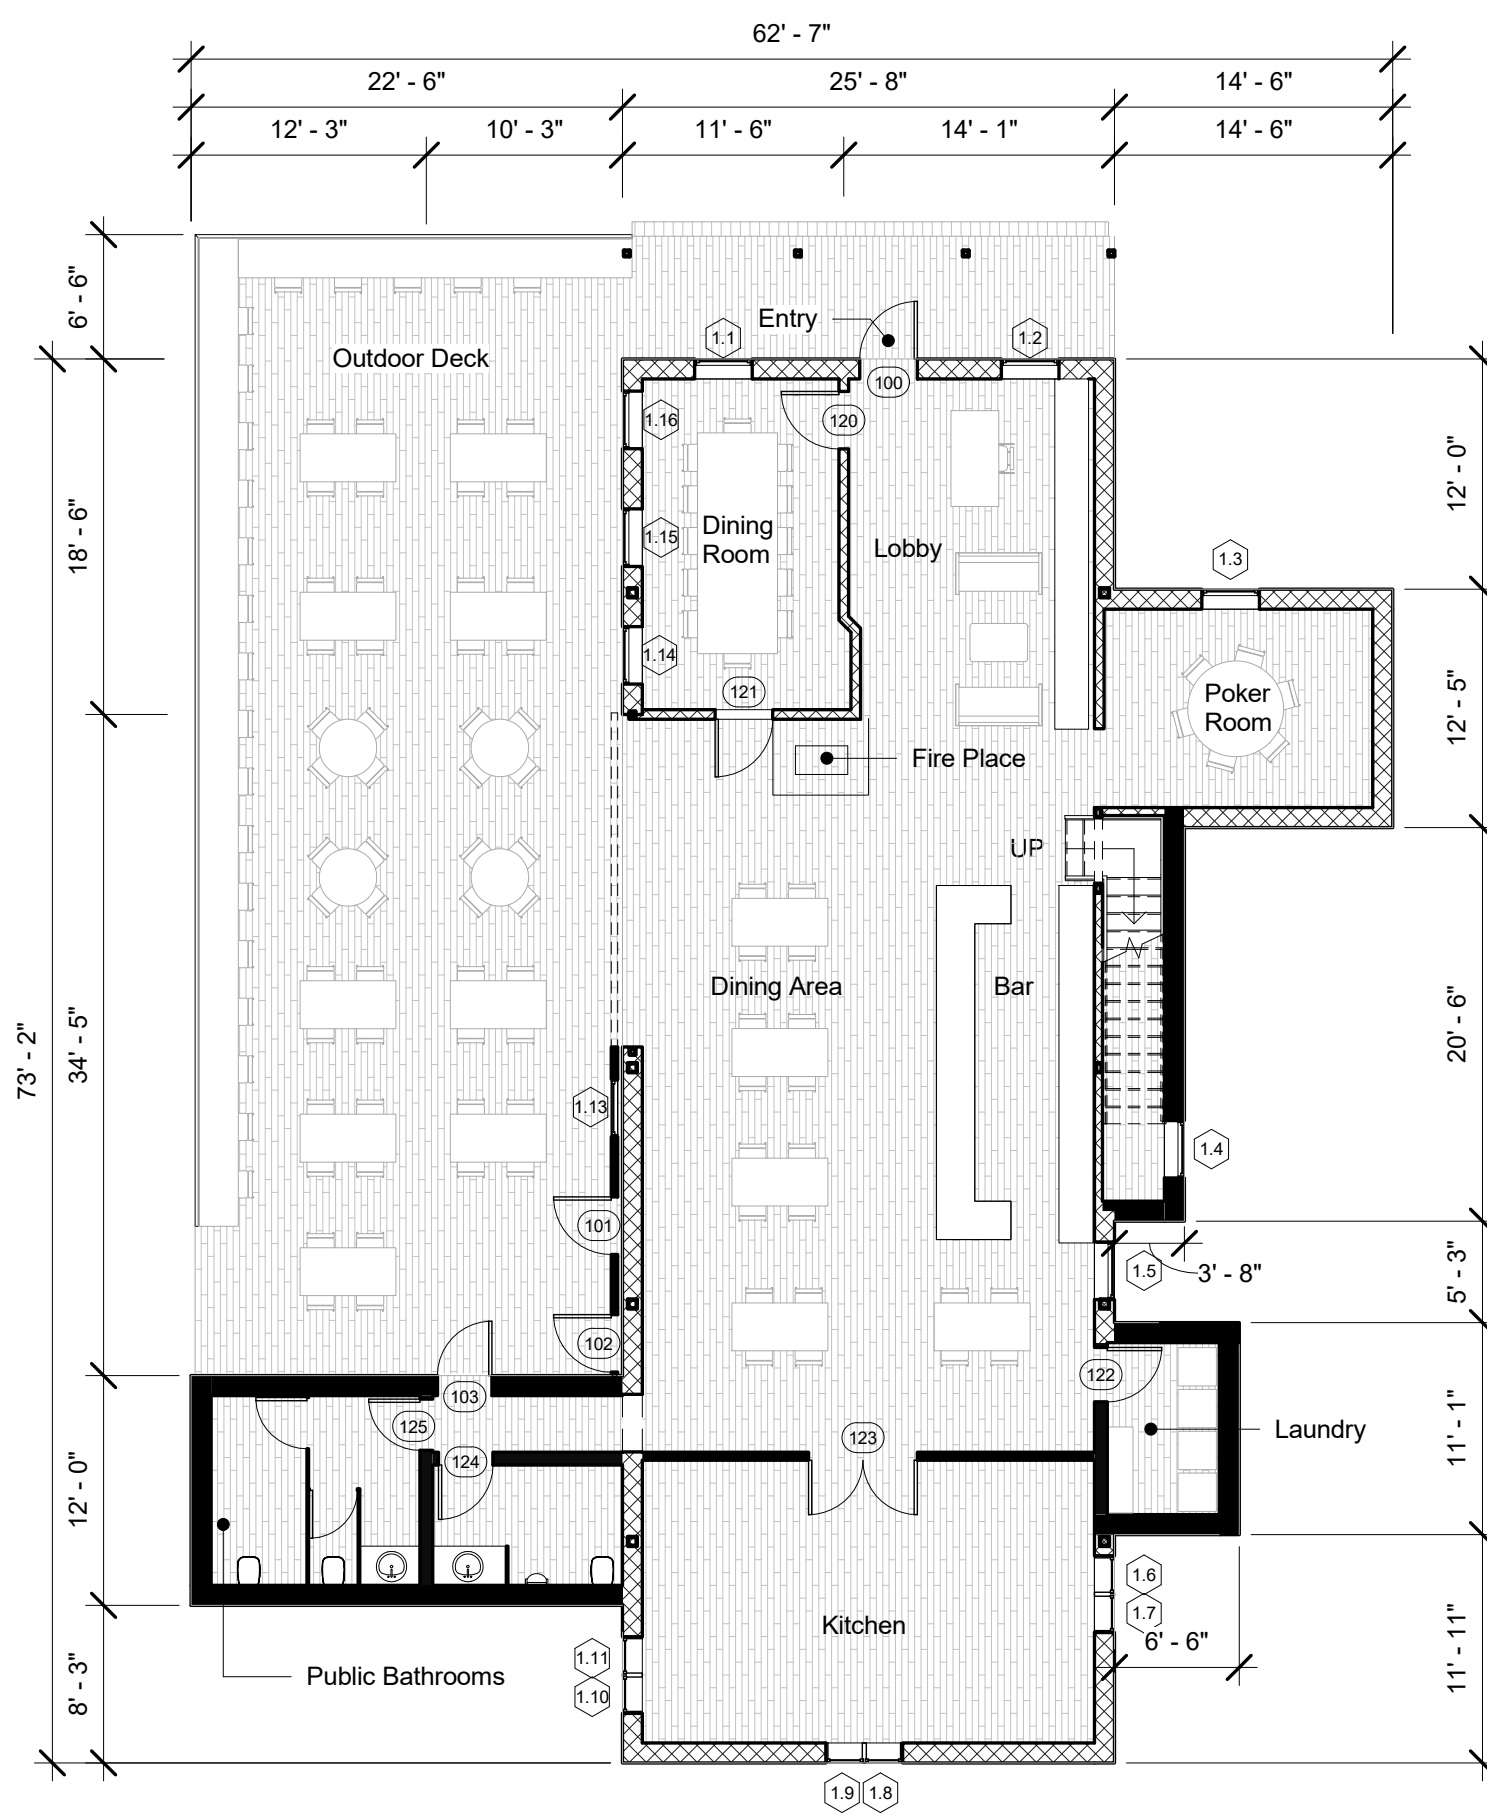 62' - 7"
22' - 6"
25' - 8"
14' - 6"
12' - 3"
10' - 3"
11' - 6"
14' - 1"
14' - 6"
6' - 6"
Entry
1.1
1.2
Outdoor Deck
100
1.16
120
12' - 0"
18' - 6"
Dining
Room
1.15
Lobby
1.3
1.14
121
Poker
Room
12' - 5"
Fire Place
UP
Dining Area
Bar
73' - 2"
34' - 5"
20' - 6"
1.13
1.4
101
1.5
3' - 8"
5' - 3"
102
122
103
125
124
123
Laundry
11' - 1"
12' - 0"
1.6
1.7
Kitchen
6' - 6"
11' - 11"
1.11
1.10
Public Bathrooms
8' - 3"
1.9
1.8